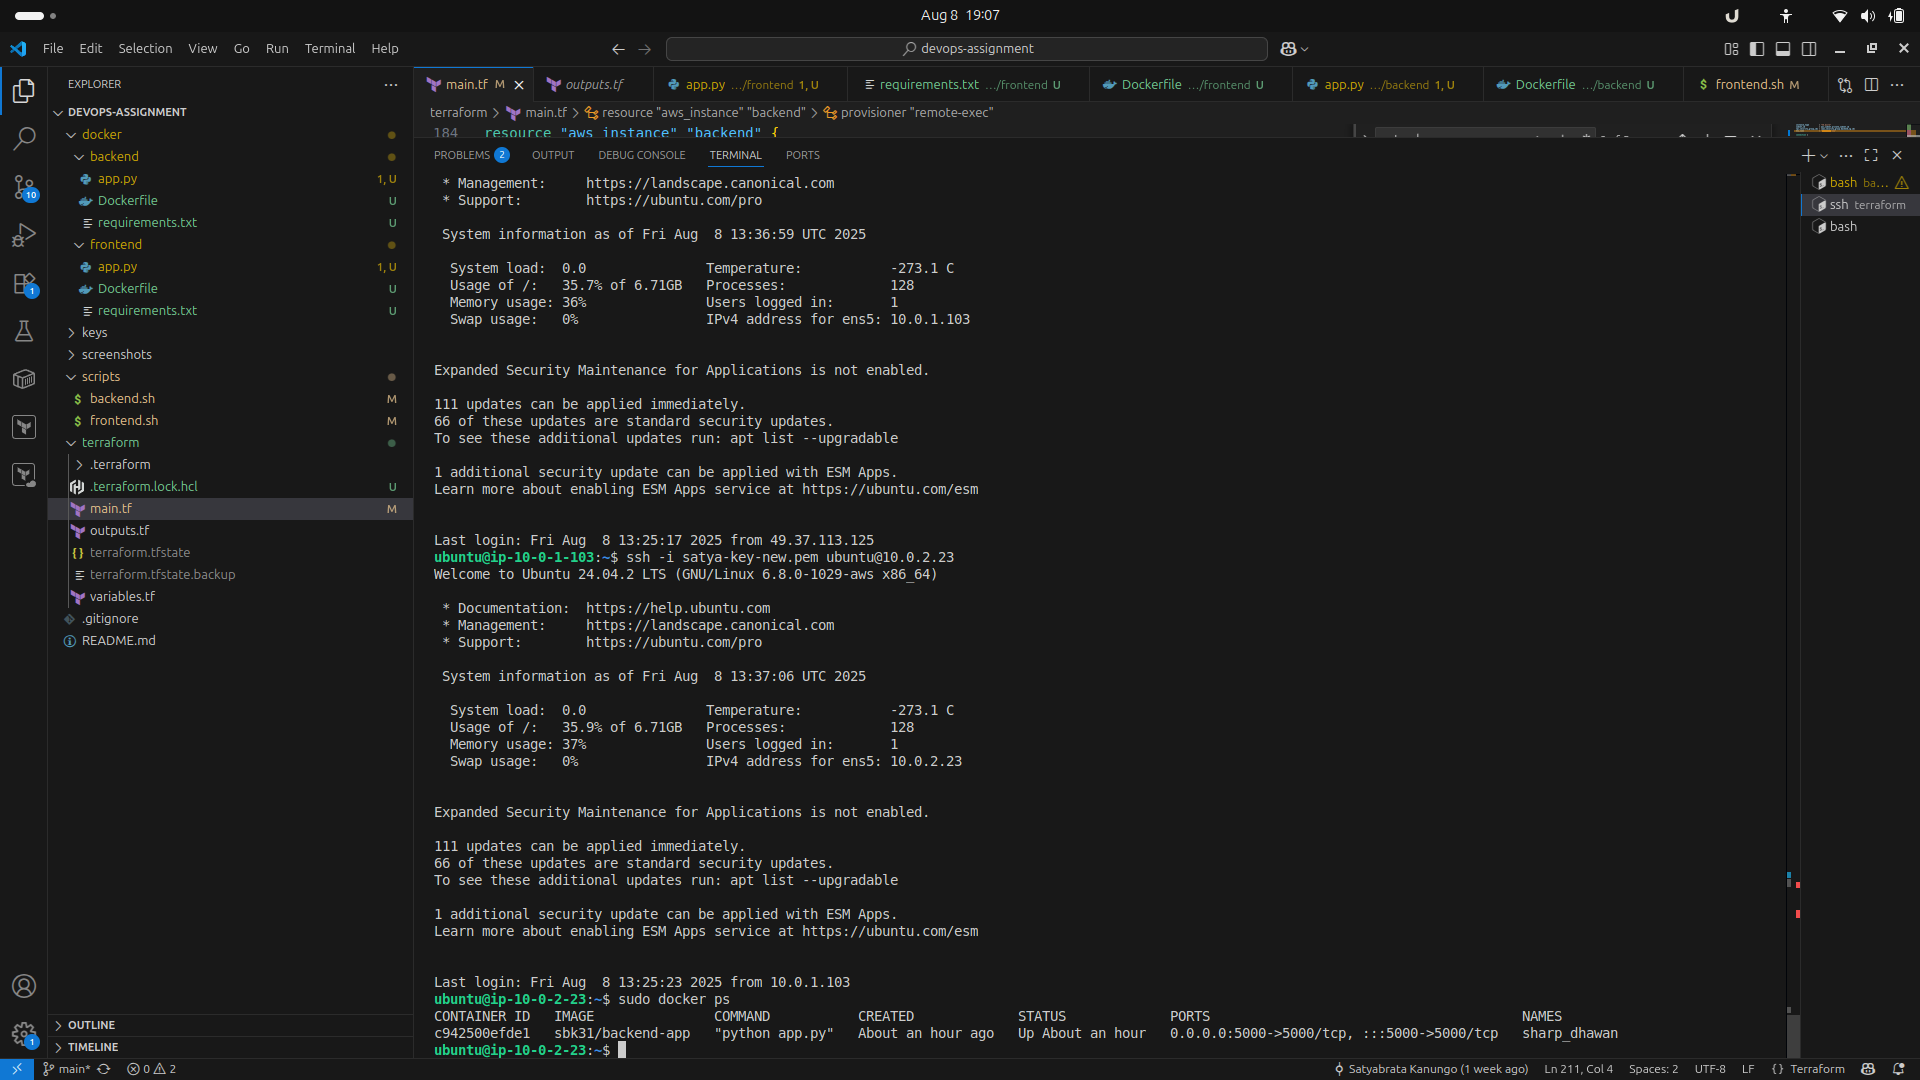 Aug 8 19:07
File Edit Selection View Go Run Terminal Help
devops-assignment
EXPLORER
main.tf M
outputs.tf
app.py .../frontend 1, U
requirements.txt .../frontend U
Dockerfile .../frontend U
app.py .../backend 1, U
Dockerfile .../backend U
frontend.sh M
terraform > main.tf > resource "aws_instance" "backend" > provisioner "remote-exec"
184 resource "aws_instance" "backend" {
DEVOPS-ASSIGNMENT
docker
backend
app.py 1, U
Dockerfile U
requirements.txt U
frontend
app.py 1, U
Dockerfile U
requirements.txt U
keys
screenshots
scripts
backend.sh M
frontend.sh M
terraform
.terraform
.terraform.lock.hcl U
main.tf M
outputs.tf
terraform.tfstate
terraform.tfstate.backup
variables.tf
.gitignore
README.md
OUTLINE
TIMELINE
10
1
1
PROBLEMS 2 OUTPUT DEBUG CONSOLE TERMINAL PORTS
bash ba...
ssh terraform
bash
* Management: https://landscape.canonical.com
* Support: https://ubuntu.com/pro
System information as of Fri Aug  8 13:36:59 UTC 2025
System load: 0.0 Temperature: -273.1 C
Usage of /: 35.7% of 6.71GB Processes: 128
Memory usage: 36% Users logged in: 1
Swap usage: 0% IPv4 address for ens5: 10.0.1.103
Expanded Security Maintenance for Applications is not enabled.
111 updates can be applied immediately.
66 of these updates are standard security updates.
To see these additional updates run: apt list --upgradable
1 additional security update can be applied with ESM Apps.
Learn more about enabling ESM Apps service at https://ubuntu.com/esm
Last login: Fri Aug  8 13:25:17 2025 from 49.37.113.125
ubuntu@ip-10-0-1-103:~$ ssh -i satya-key-new.pem ubuntu@10.0.2.23
Welcome to Ubuntu 24.04.2 LTS (GNU/Linux 6.8.0-1029-aws x86_64)
* Documentation: https://help.ubuntu.com
* Management: https://landscape.canonical.com
* Support: https://ubuntu.com/pro
System information as of Fri Aug  8 13:37:06 UTC 2025
System load: 0.0 Temperature: -273.1 C
Usage of /: 35.9% of 6.71GB Processes: 128
Memory usage: 37% Users logged in: 1
Swap usage: 0% IPv4 address for ens5: 10.0.2.23
Expanded Security Maintenance for Applications is not enabled.
111 updates can be applied immediately.
66 of these updates are standard security updates.
To see these additional updates run: apt list --upgradable
1 additional security update can be applied with ESM Apps.
Learn more about enabling ESM Apps service at https://ubuntu.com/esm
Last login: Fri Aug  8 13:25:23 2025 from 10.0.1.103
ubuntu@ip-10-0-2-23:~$ sudo docker ps
CONTAINER ID IMAGE COMMAND CREATED STATUS PORTS NAMES
c942500efde1 sbk31/backend-app "python app.py" About an hour ago Up About an hour 0.0.0.0:5000->5000/tcp, :::5000->5000/tcp sharp_dhawan
ubuntu@ip-10-0-2-23:~$
main* 0 2 Satyabrata Kanungo (1 week ago) Ln 211, Col 4 Spaces: 2 UTF-8 LF {} Terraform